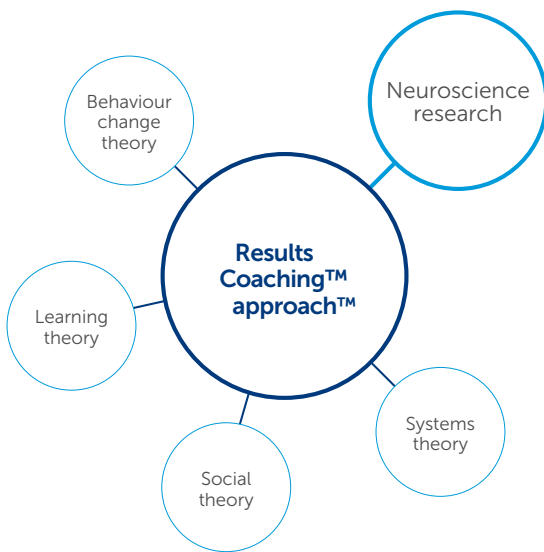 Neuroscience
research
Behaviour
change
theory
Results
Coaching™
approach™
Learning
theory
Systems
theory
Social
theory